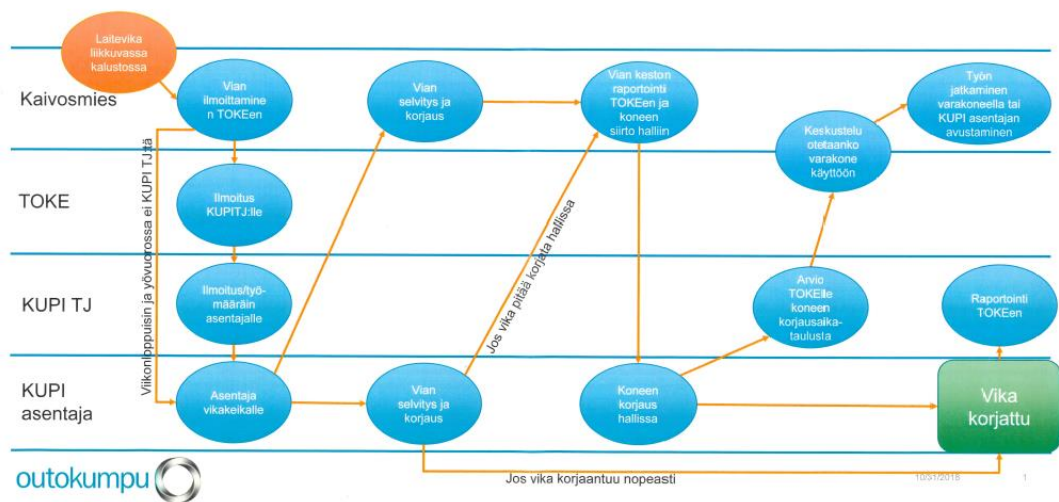 Laitevika
liikkuvassa
kalustossa
Kaivosmies
Vian
ilmoittamine
n TOKEen
Vian
selvitys ja
korjaus
Vian keston
raportointi
TOKEen ja
koneen
siirto halliin
Työn
jatkaminen
varakoneella tai
KUPI asentajan
avustaminen
Keskustelu
otetaanko
varakone
käyttöön
Viikonloppuisin ja yövuorossa ei KUPI TJ:tä
TOKE
Ilmoitus
KUPITJ:lle
Jos vika pitää korjata hallissa
KUPI TJ
Ilmoitus/työ-
määräin
asentajalle
Arvio
TOKElle
koneen
korjausaika-
taulusta
Raportointi
TOKEen
KUPI
asentaja
Asentaja
vikakeikalle
Vian
selvitys ja
korjaus
Koneen
korjaus
hallissa
Vika
korjattu
Jos vika korjaantuu nopeasti
outokumpu
10/31/2018
1